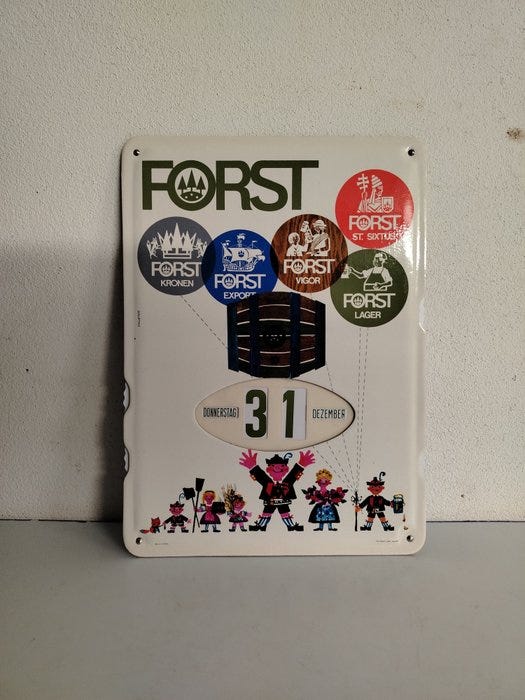 FORST
FORST
ST. SIXTUS
FORST
KRONEN
FORST
EXPORT
FORST
VIGOR
FORST
LAGER
DONNERSTAG 31 DEZEMBER